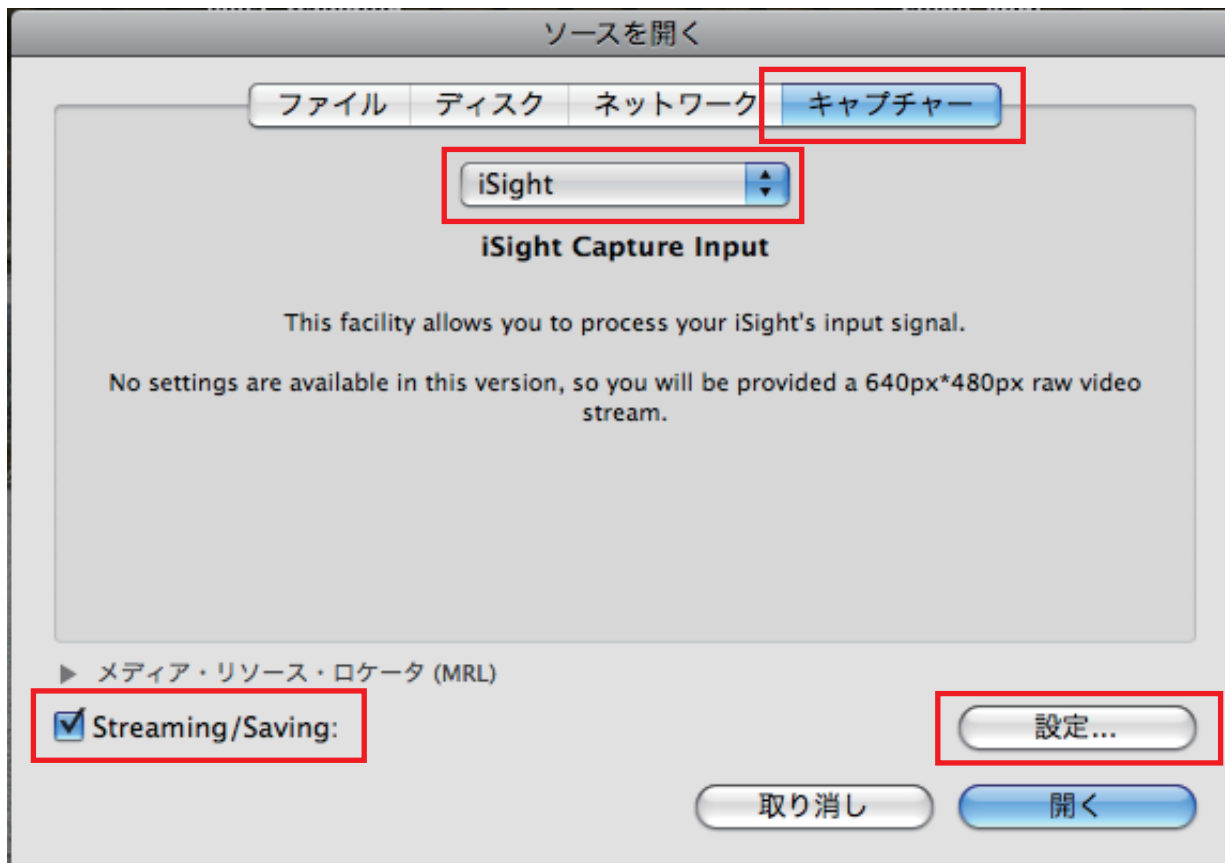 ソースを開く
ファイル ディスク ネットワーク キャプチャー
iSight
iSight Capture Input
This facility allows you to process your iSight's input signal.
No settings are available in this version, so you will be provided a 640px*480px raw video
stream.
メディア・リソース・ロケータ (MRL)
Streaming/Saving: 設定...
取り消し 開く